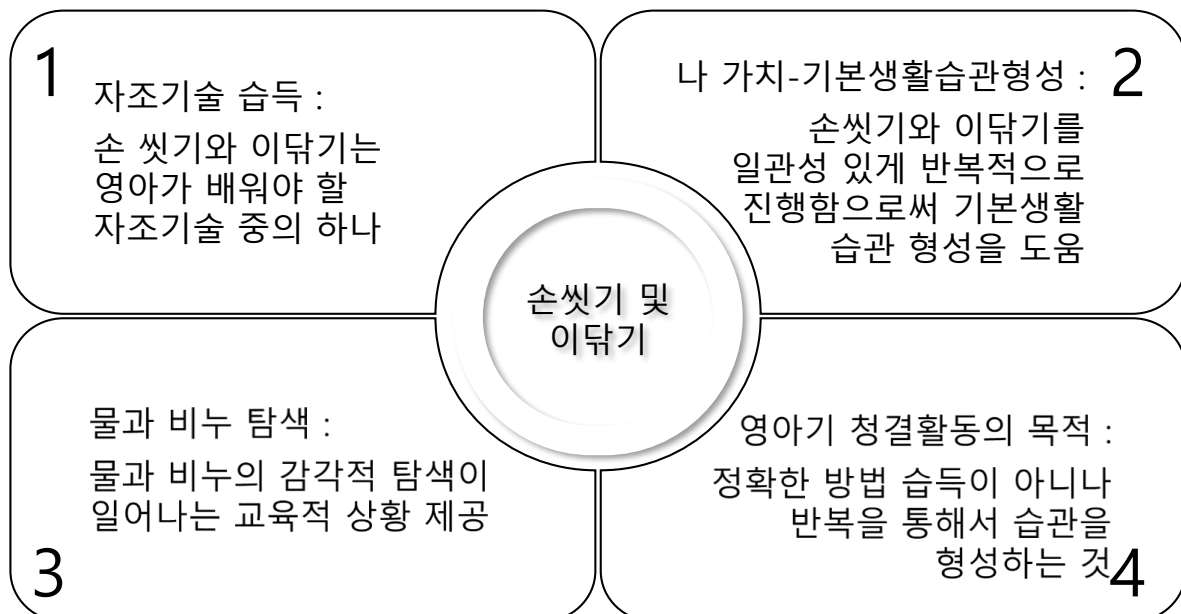 1
자조기술 습득 :
손 씻기와 이닦기는
영아가 배워야 할
자조기술 중의 하나
2
나 가치-기본생활습관형성 :
손씻기와 이닦기를
일관성 있게 반복적으로
진행함으로써 기본생활
습관 형성을 도움
손씻기 및
이닦기
3
물과 비누 탐색 :
물과 비누의 감각적 탐색이
일어나는 교육적 상황 제공
4
영아기 청결활동의 목적 :
정확한 방법 습득이 아니나
반복을 통해서 습관을
형성하는 것